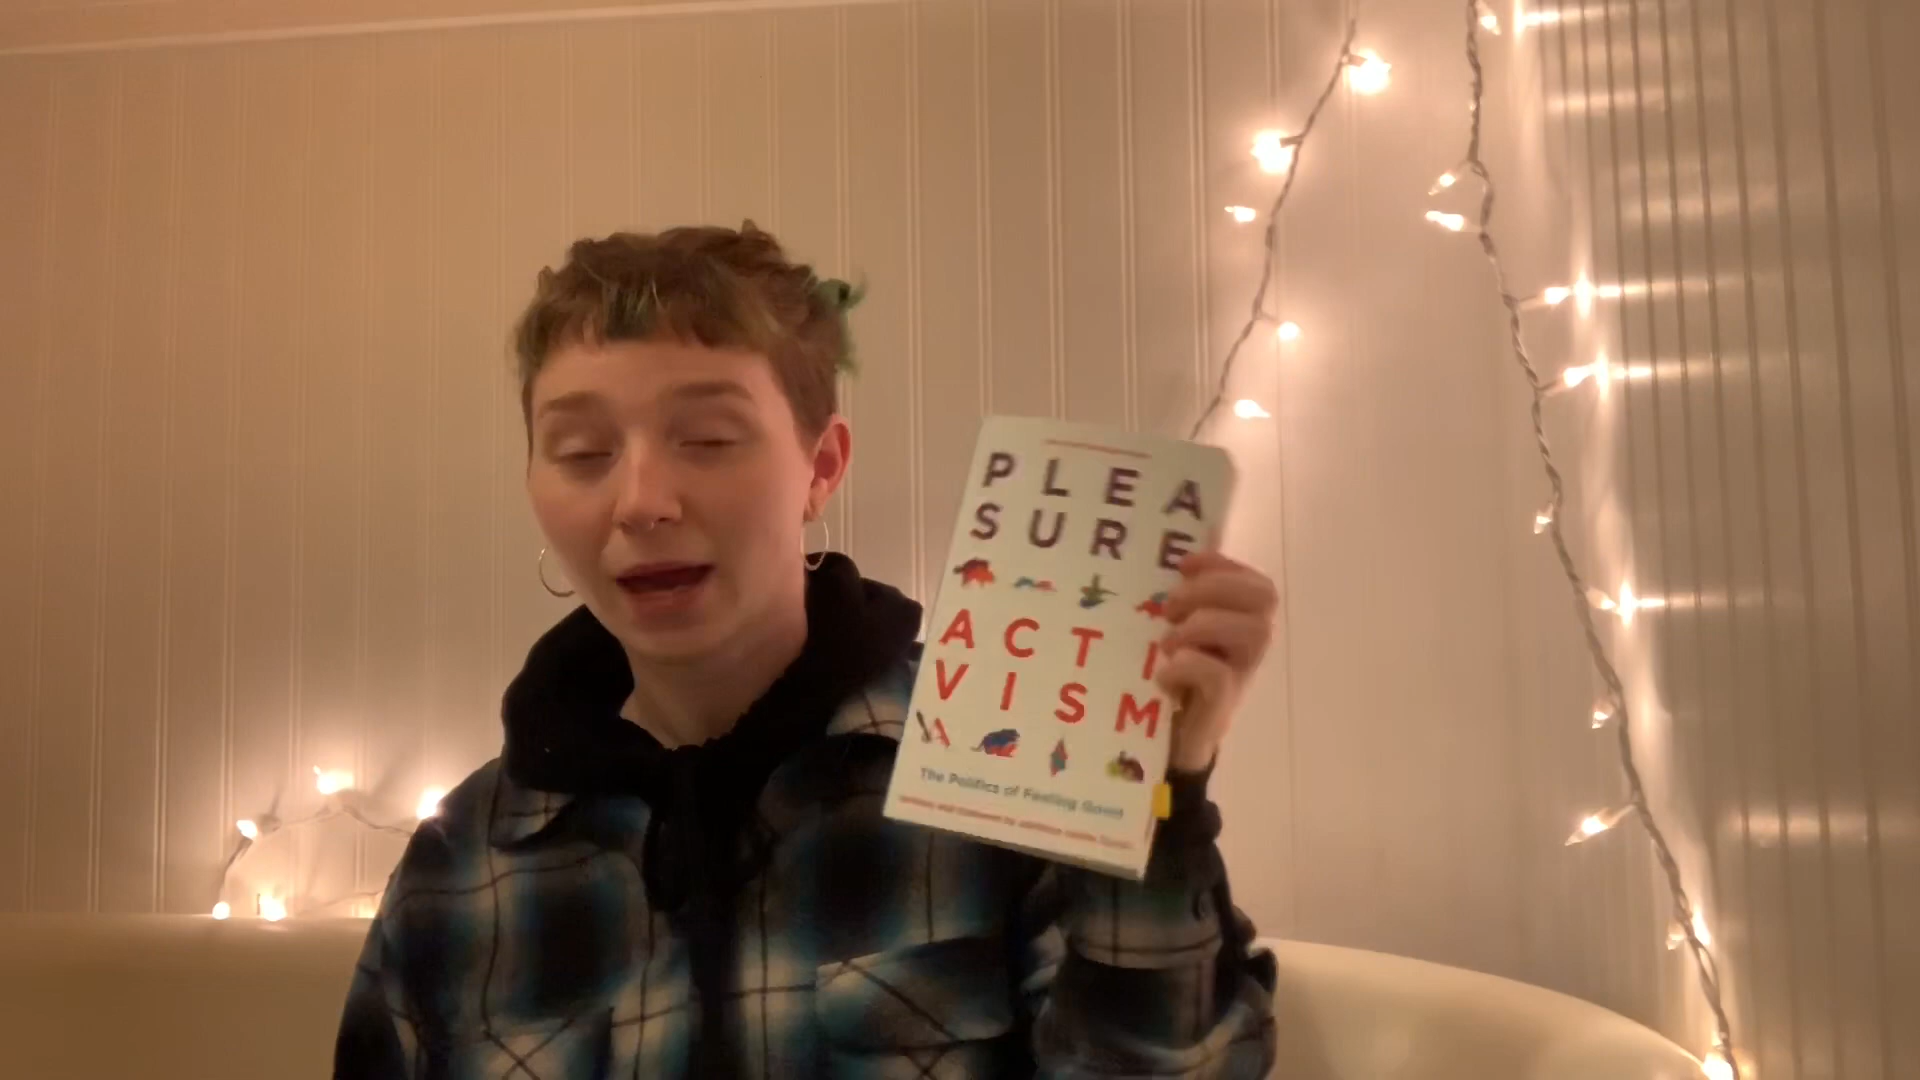 PLEA
SURE
ACTI
VISM
The Politics of Feeling Good